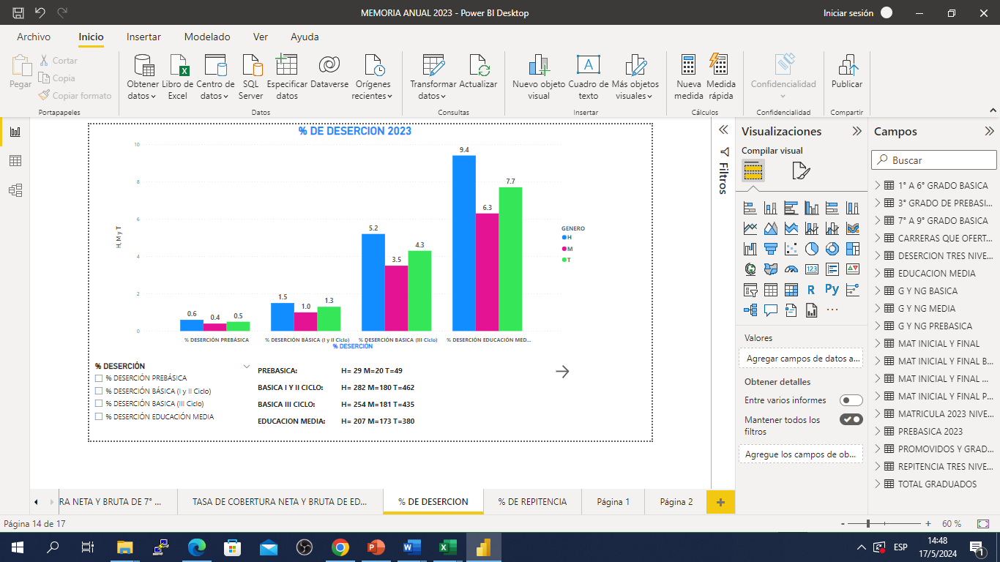 MEMORIA ANUAL 2023 - Power BI Desktop
Iniciar sesión
Archivo
Inicio
Insertar
Modelado
Ver
Ayuda
Pegar
Cortar
Copia
Copiar formato
Portapapeles
Obtener datos
Libro de Excel
Centro de datos
SQL Server
Especificar datos
Dataverse
Orígenes recientes
Datos
Transformar datos
Actualizar
Consultas
Nuevo objeto visual
Cuadro de texto
Más objetos visuales
Insertar
Nueva medida
Medida rápida
Cálculos
Confidencialidad
Confidencialidad
Publicar
Compartir
% DE DESERCION 2023
10
8
6
4
2
0
H, M y T
0.6
0.4
0.5
1.5
1.0
1.3
5.2
3.5
4.3
9.4
6.3
7.7
% DESERCIÓN PREBÁSICA
% DESERCIÓN BÁSICA (I y II Ciclo)
% DESERCIÓN BASICA (III Ciclo)
% DESERCIÓN EDUCACIÓN MED...
% DESERCIÓN
GENERO
H
M
T
% DESERCIÓN
% DESERCIÓN PREBÁSICA
% DESERCIÓN BÁSICA (I y II Ciclo)
% DESERCIÓN BASICA (III Ciclo)
% DESERCIÓN EDUCACIÓN MEDIA
PREBASICA: H= 29 M=20 T=49
BASICA I Y II CICLO: H= 282 M=180 T=462
BASICA III CICLO: H= 254 M=181 T=435
EDUCACION MEDIA: H= 207 M=173 T=380
Filtros
Visualizaciones
Compilar visual
123
R
Py
Valores
Agregar campos de datos a...
Obtener detalles
Entre varios informes
Mantener todos los
filtros
Agregue los campos de ob...
Campos
Buscar
1° A 6° GRADO BASICA
3° GRADO DE PREBASI...
7° A 9° GRADO BASICA
CARRERAS QUE OFERT...
DESERCION TRES NIVE...
EDUCACION MEDIA
G Y NG BASICA
G Y NG MEDIA
G Y NG PREBASICA
MAT INICIAL Y FINAL
MAT INICIAL Y FINAL B...
MAT INICIAL Y FINAL ...
MAT INICIAL Y FINAL P...
MATRICULA 2023 NIVE...
PREBASICA 2023
PROMOVIDOS Y GRAD...
REPITENCIA TRES NIVE...
TOTAL GRADUADOS
RA NETA Y BRUTA DE 7° ...
TASA DE COBERTURA NETA Y BRUTA DE ED...
% DE DESERCION
% DE REPITENCIA
Página 1
Página 2
Página 14 de 17
- + 60 %
ESP
14:48
17/5/2024
1